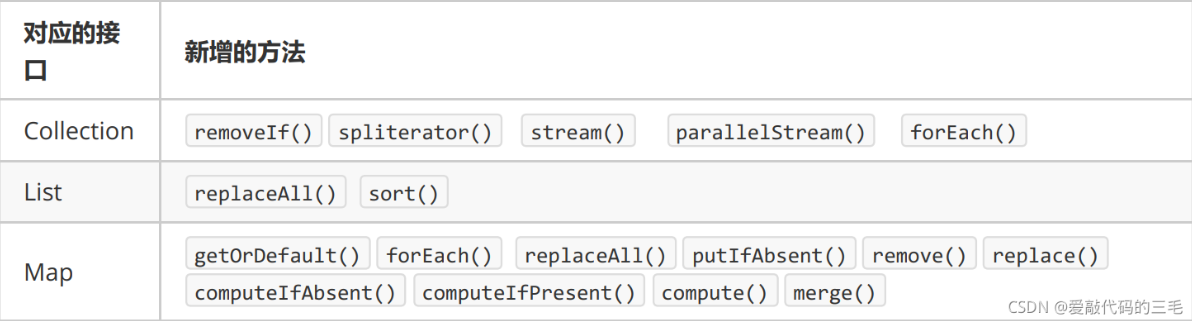 对应的接口 新增的方法
Collection removeIf() spliterator() stream() parallelStream() forEach()
List replaceAll() sort()
Map getOrDefault() forEach() replaceAll() putIfAbsent() remove() replace()
computeIfAbsent() computeIfPresent() compute() merge()
CSDN @爱敲代码的三毛